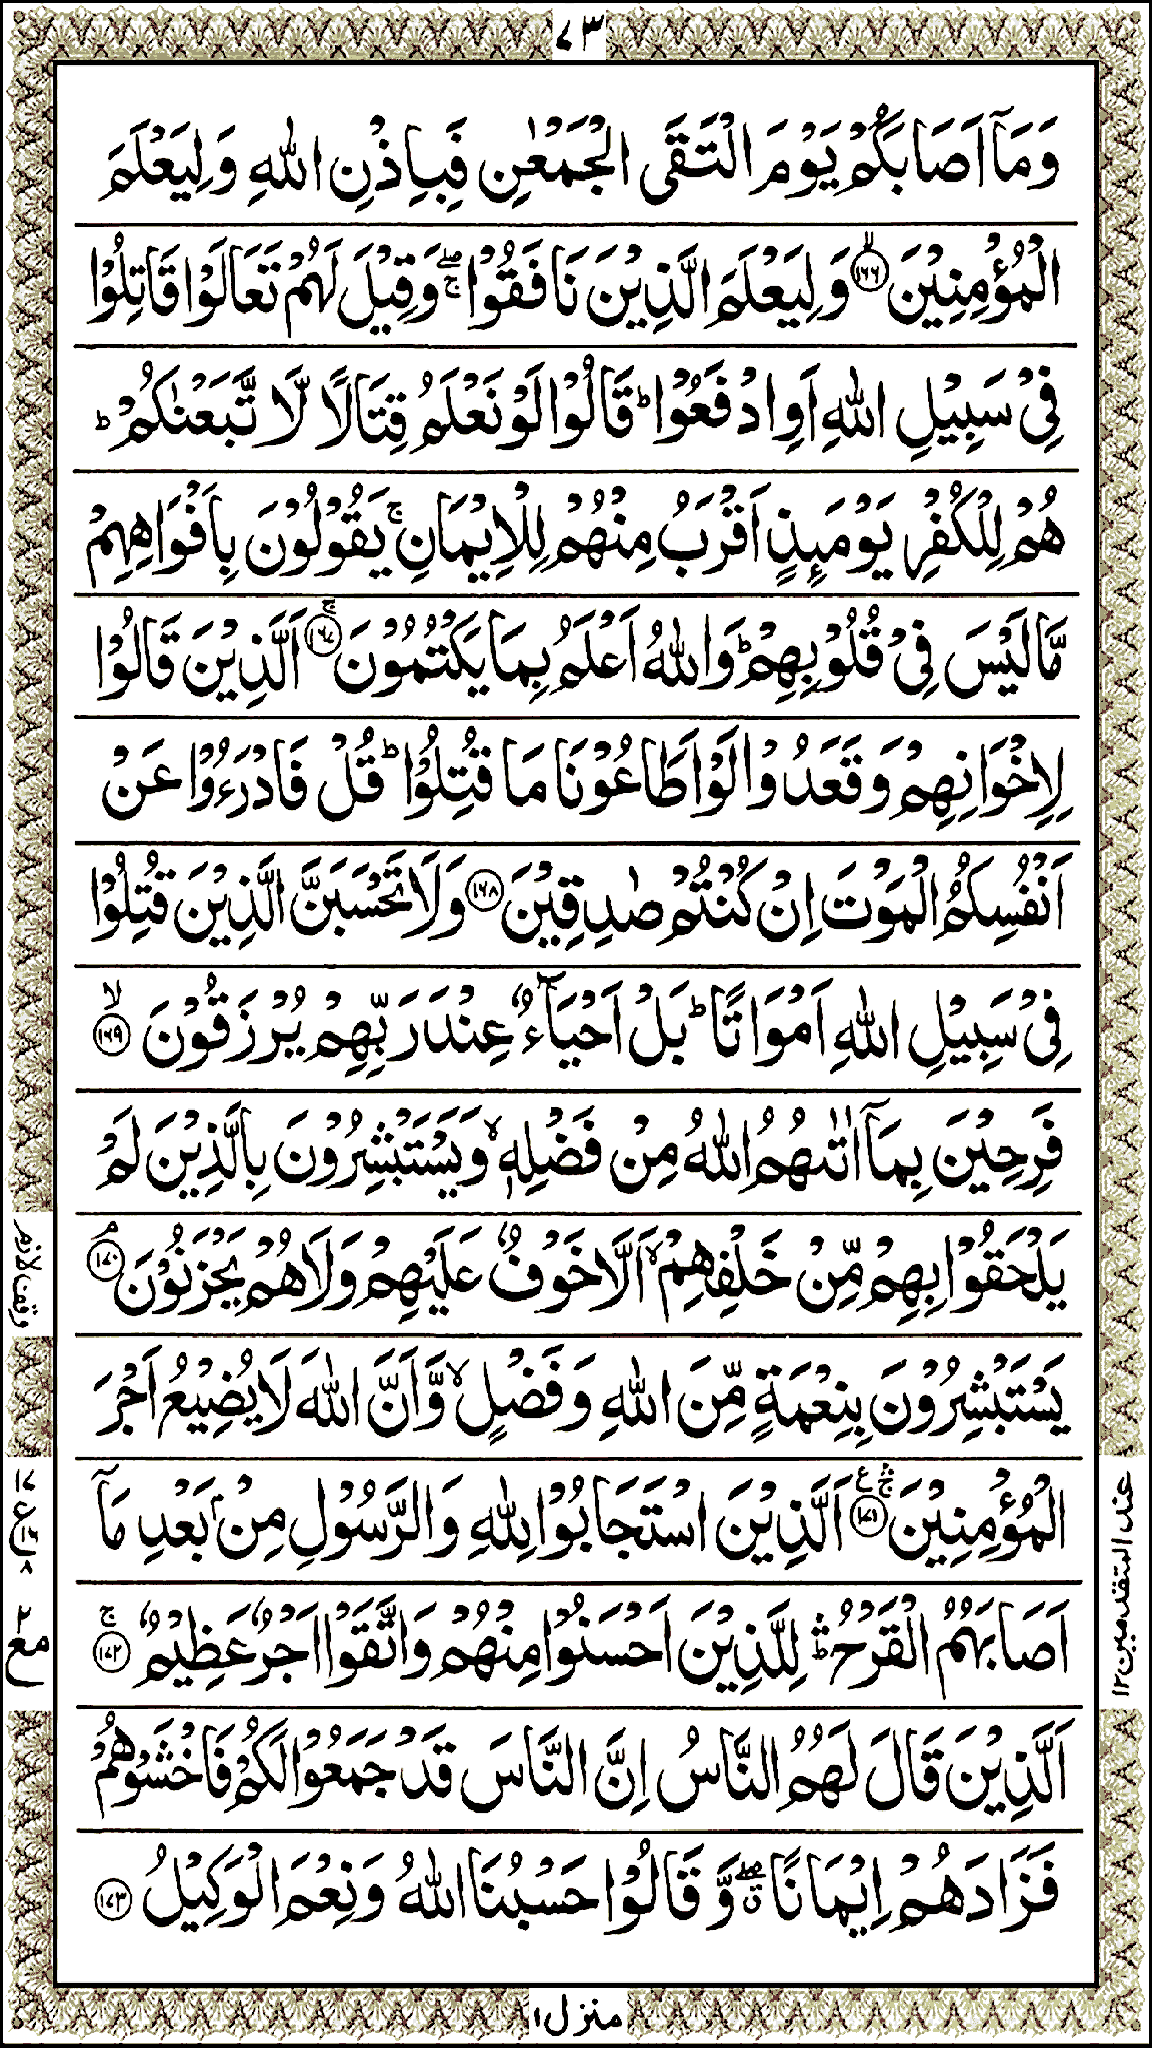 ٧٣
وَمَاۤ اَصَابَكُمْ يَوْمَ الْتَقَى الْجَمْعٰنِ فَبِاِذْنِ اللّٰهِ وَلِيَعْلَمَ
الْمُؤْمِنِيْنَ ۙ﴿١٦٦﴾ وَلِيَعْلَمَ الَّذِيْنَ نَافَقُوْا ۖۚ وَقِيْلَ لَهُمْ تَعَالَوْا قَاتِلُوْا
فِيْ سَبِيْلِ اللّٰهِ اَوِ ادْفَعُوْا ؕ قَالُوْا لَوْ نَعْلَمُ قِتَالًا لَّا تَّبَعْنٰكُمْ ؕ
هُمْ لِلْكُفْرِ يَوْمَىِٕذٍ اَقْرَبُ مِنْهُمْ لِلْاِيْمَانِ ۚ يَقُوْلُوْنَ بِاَفْوَاهِهِمْ
مَّا لَيْسَ فِيْ قُلُوْبِهِمْ ؕ وَاللّٰهُ اَعْلَمُ بِمَا يَكْتُمُوْنَ ۚ﴿١٦٧﴾ اَلَّذِيْنَ قَالُوْا
لِاِخْوَانِهِمْ وَقَعَدُوْا لَوْ اَطَاعُوْنَا مَا قُتِلُوْا ؕ قُلْ فَادْرَءُوْا عَنْ
اَنْفُسِكُمُ الْمَوْتَ اِنْ كُنْتُمْ صٰدِقِيْنَ ﴿١٦٨﴾ وَلَا تَحْسَبَنَّ الَّذِيْنَ قُتِلُوْا
فِيْ سَبِيْلِ اللّٰهِ اَمْوَاتًا ؕ بَلْ اَحْيَآءٌ عِنْدَ رَبِّهِمْ يُرْزَقُوْنَ ۙ﴿١٦٩﴾
فَرِحِيْنَ بِمَاۤ اٰتٰىهُمُ اللّٰهُ مِنْ فَضْلِهٖ ۙ وَيَسْتَبْشِرُوْنَ بِالَّذِيْنَ لَمْ
يَلْحَقُوْا بِهِمْ مِّنْ خَلْفِهِمْ ۙ اَلَّا خَوْفٌ عَلَيْهِمْ وَلَا هُمْ يَحْزَنُوْنَ ۘ﴿١٧٠﴾
يَسْتَبْشِرُوْنَ بِنِعْمَةٍ مِّنَ اللّٰهِ وَفَضْلٍ ۙ وَّاَنَّ اللّٰهَ لَا يُضِيْعُ اَجْرَ
الْمُؤْمِنِيْنَ ﴿١٧١﴾ اَلَّذِيْنَ اسْتَجَابُوْا لِلّٰهِ وَالرَّسُوْلِ مِنْۢ بَعْدِ مَاۤ
اَصَابَهُمُ الْقَرْحُ ۛؕ لِلَّذِيْنَ اَحْسَنُوْا مِنْهُمْ وَاتَّقَوْا اَجْرٌ عَظِيْمٌ ۚ﴿١٧٢﴾
اَلَّذِيْنَ قَالَ لَهُمُ النَّاسُ اِنَّ النَّاسَ قَدْ جَمَعُوْا لَكُمْ فَاخْشَوْهُمْ
فَزَادَهُمْ اِيْمَانًا ۖۗ وَّقَالُوْا حَسْبُنَا اللّٰهُ وَنِعْمَ الْوَكِيْلُ ﴿١٧٣﴾
وقف لازم
ع
مع ٢
عند المتقدمين ١٢
منزل ١